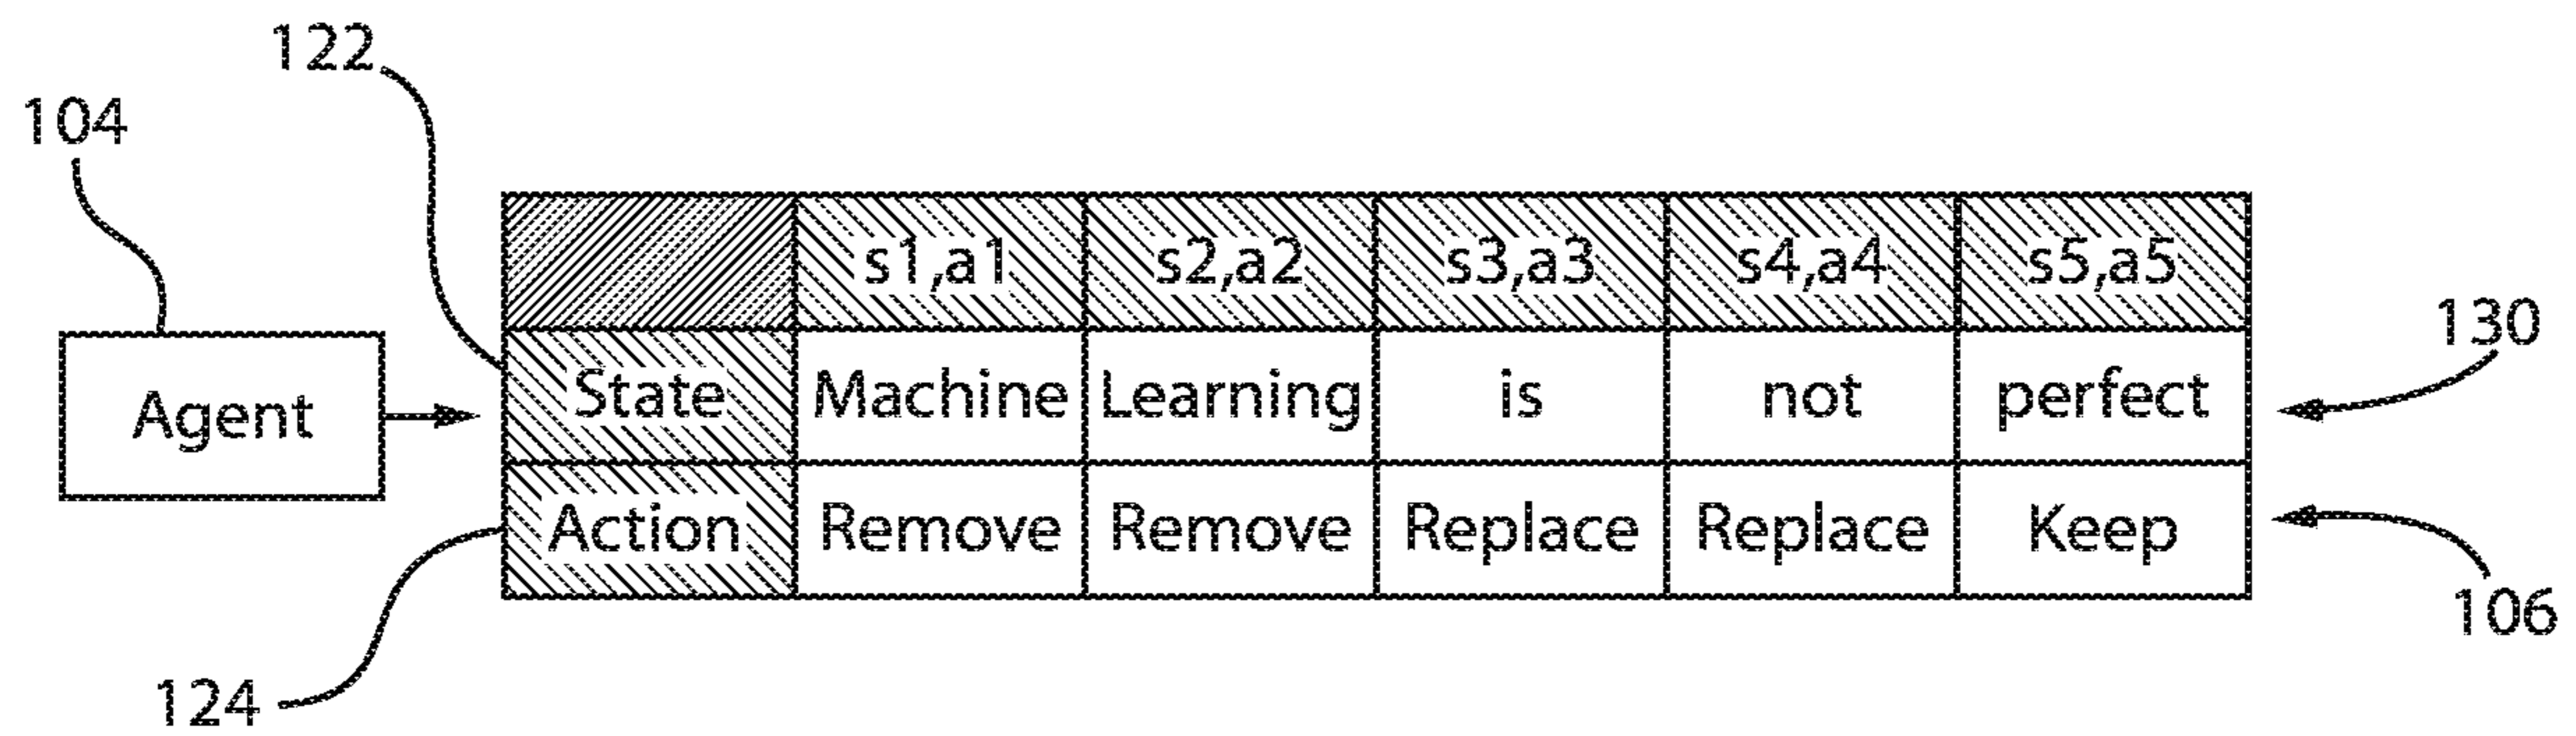 122
104
s1,a1 s2,a2 s3,a3 s4,a4 s5,a5
130
Agent
State Machine Learning is not perfect
Action Remove Remove Replace Replace Keep
106
124